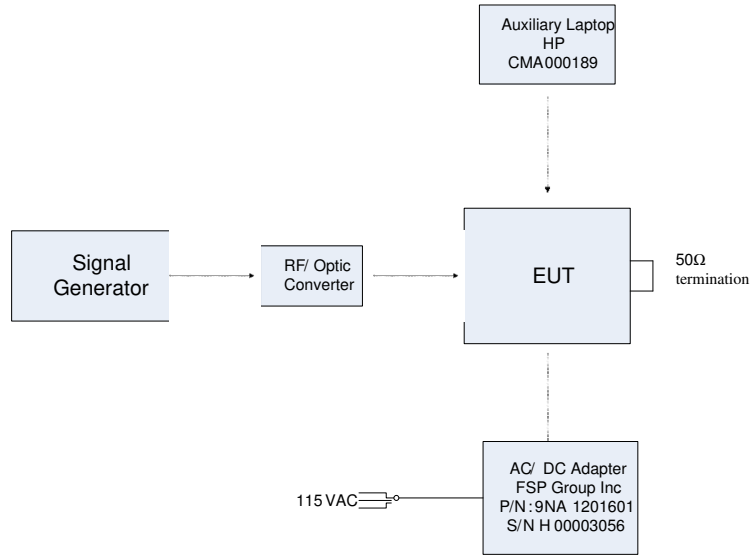 Auxiliary Laptop
HP
CMA000189
Signal
Generator
RF/ Optic
Converter
EUT
50Ω
termination
115 VAC
AC/ DC Adapter
FSP Group Inc
P/N:9NA 1201601
S/N H 00003056